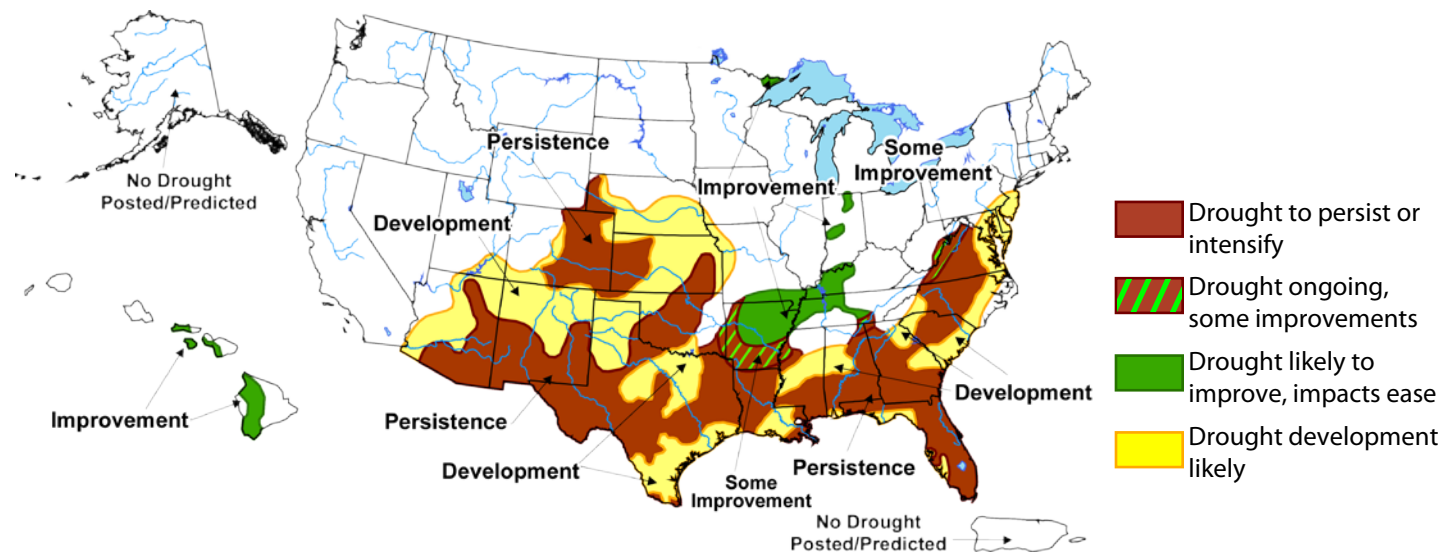 No Drought
Posted/Predicted
Persistence
Some
Improvement
Improvement
Development
Improvement
Persistence
Development
Some
Improvement
Persistence
Development
No Drought
Posted/Predicted
Drought to persist or
intensify
Drought ongoing,
some improvements
Drought likely to
improve, impacts ease
Drought development
likely